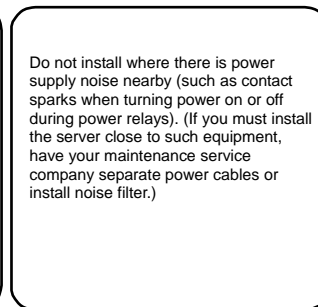 Do not install where there is power
supply noise nearby (such as contact
sparks when turning power on or off
during power relays). (If you must install
the server close to such equipment,
have your maintenance service
company separate power cables or
install noise filter.)